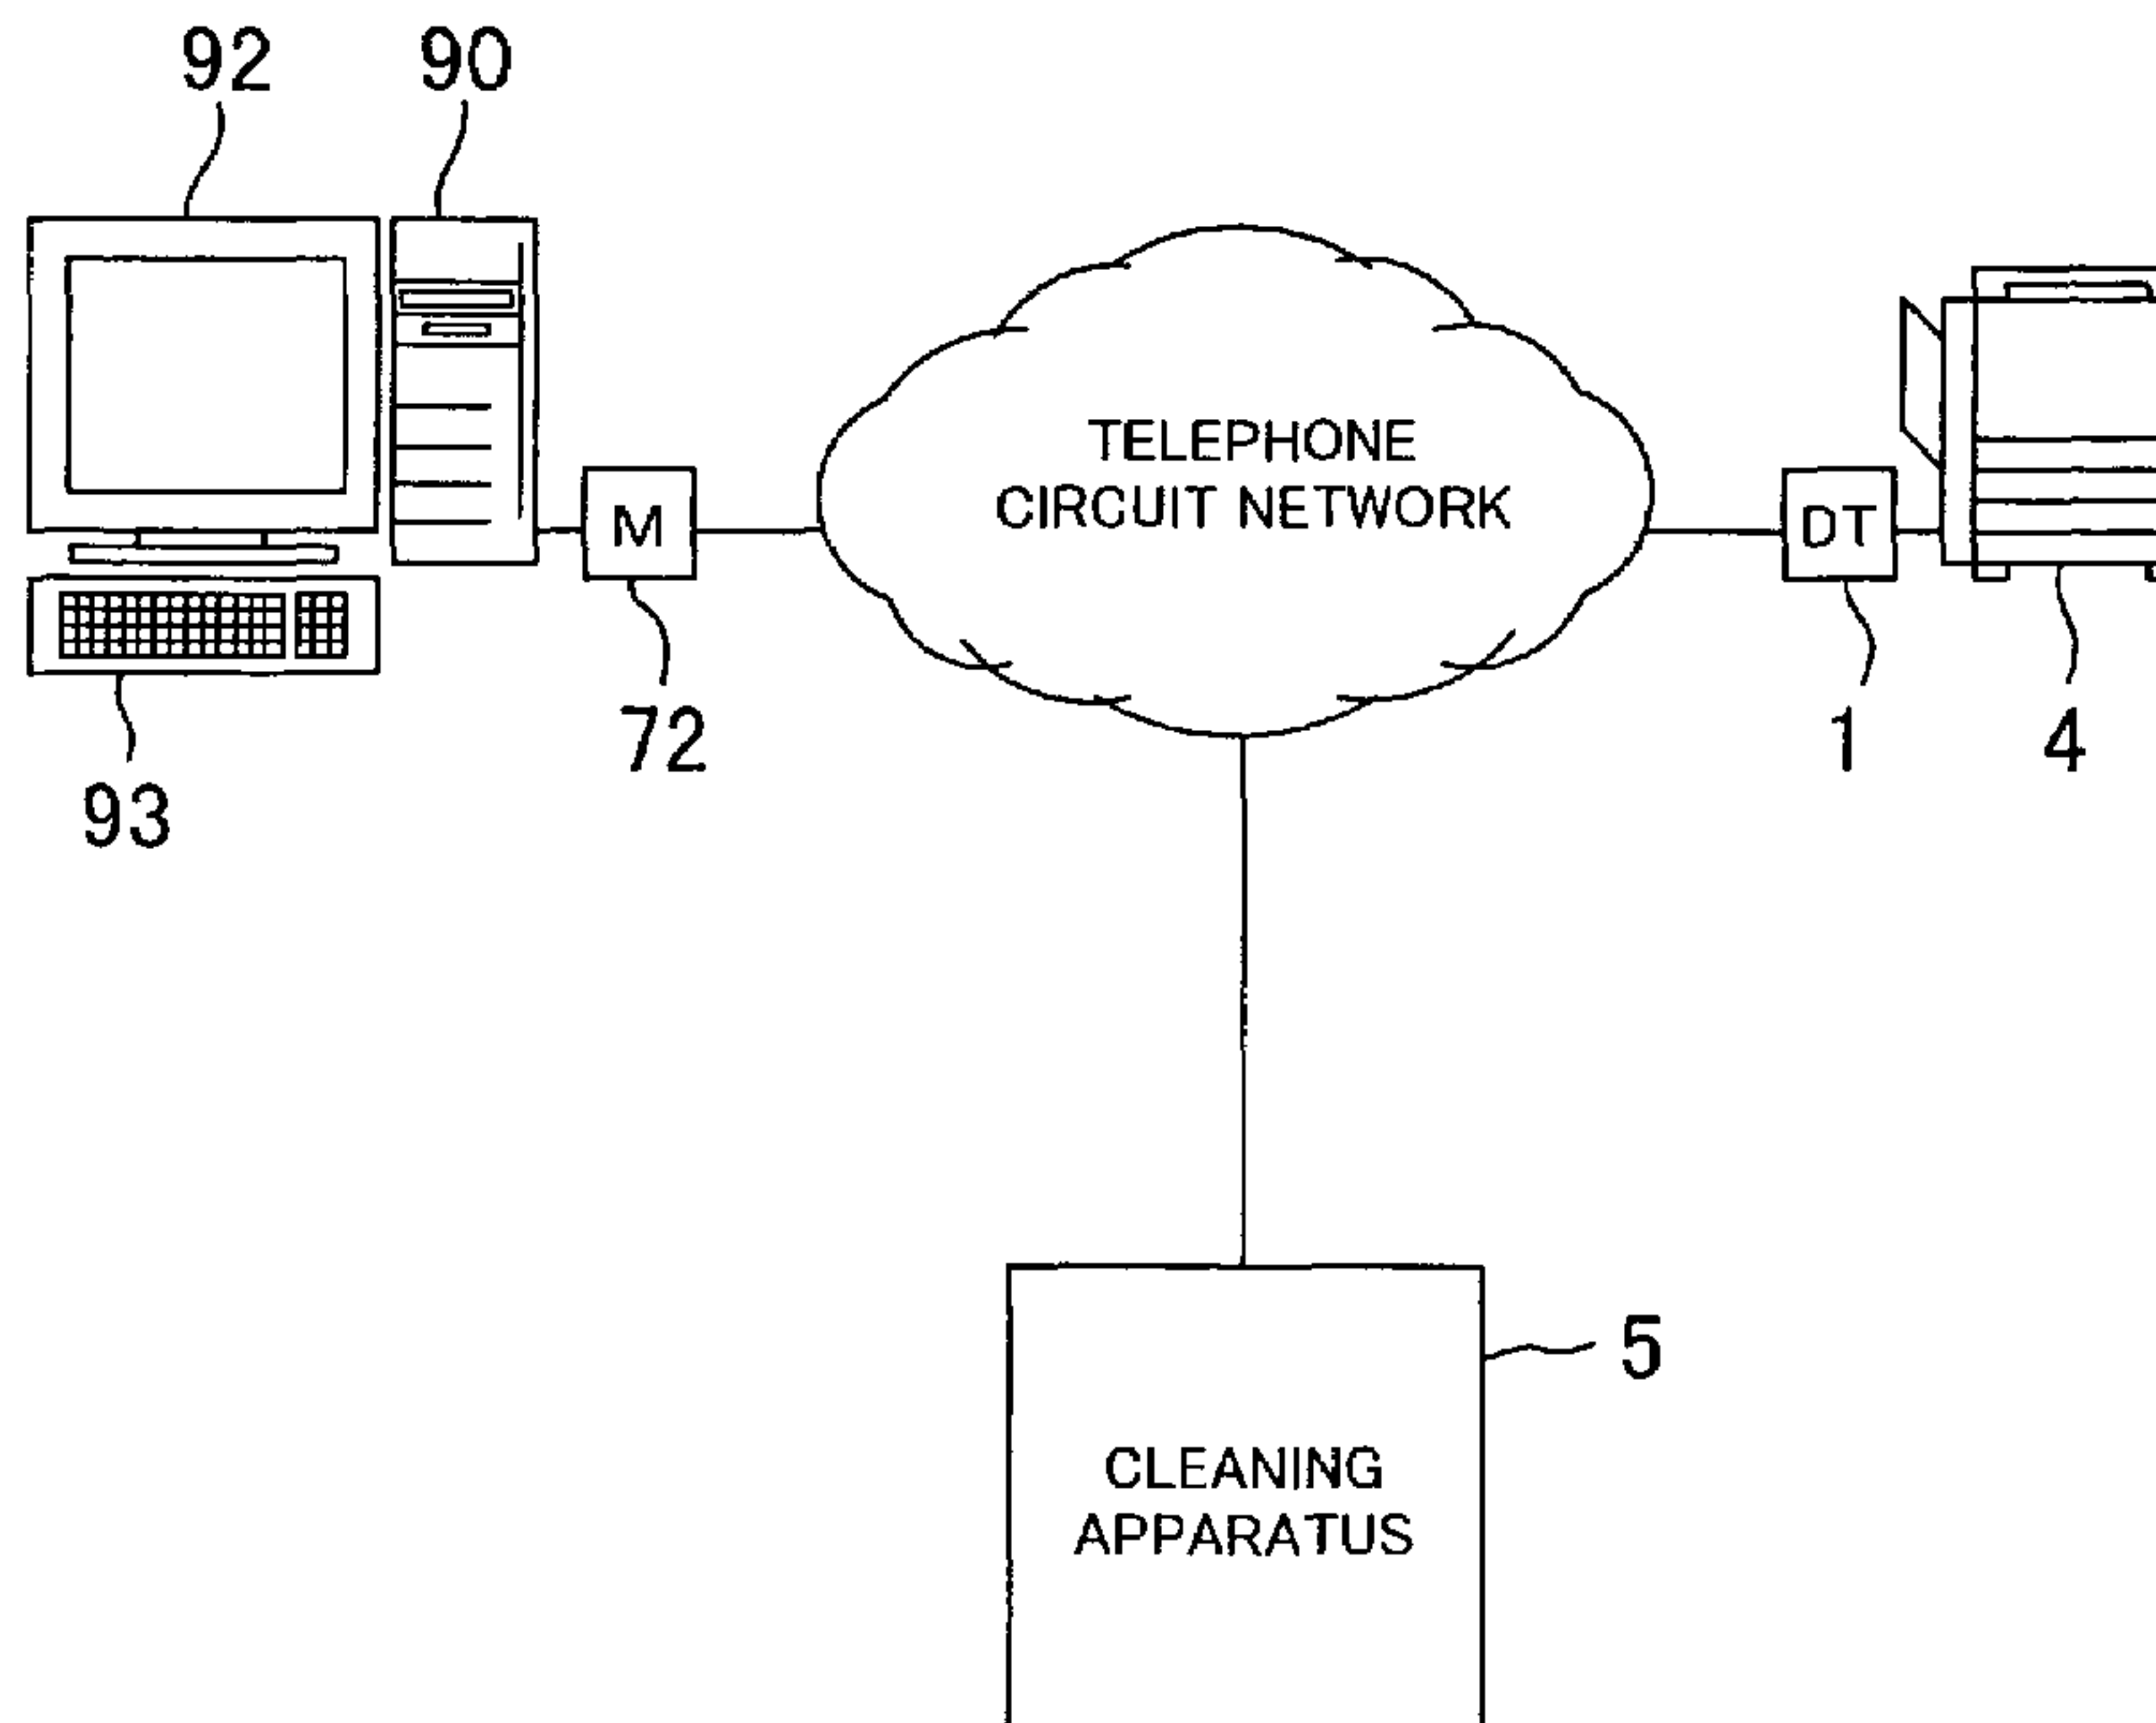 92
90
TELEPHONE
CIRCUIT NETWORK
M
DT
72
1
4
93
5
CLEANING
APPARATUS